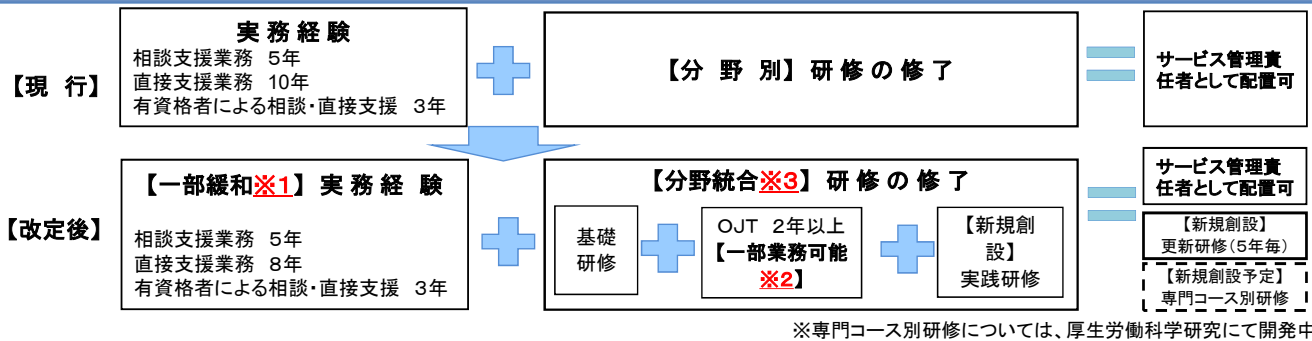 【現 行】
実 務 経 験
相談支援業務 5年
直接支援業務 10年
有資格者による相談・直接支援 3年
【分 野 別】 研 修 の 修 了
サービス管理責
任者として配置可
【改定後】
【一部緩和※1】 実 務 経 験
相談支援業務 5年
直接支援業務 8年
有資格者による相談・直接支援 3年
【分野統合※3】 研 修 の 修 了
基礎
研修
OJT 2年以上
【一部業務可能
※2】
【新規創
設】
実践研修
サービス管理責
任者として配置可
【新規創設】
更新研修(5年毎)
【新規創設予定】
専門コース別研修
※専門コース別研修については、厚生労働科学研究にて開発中